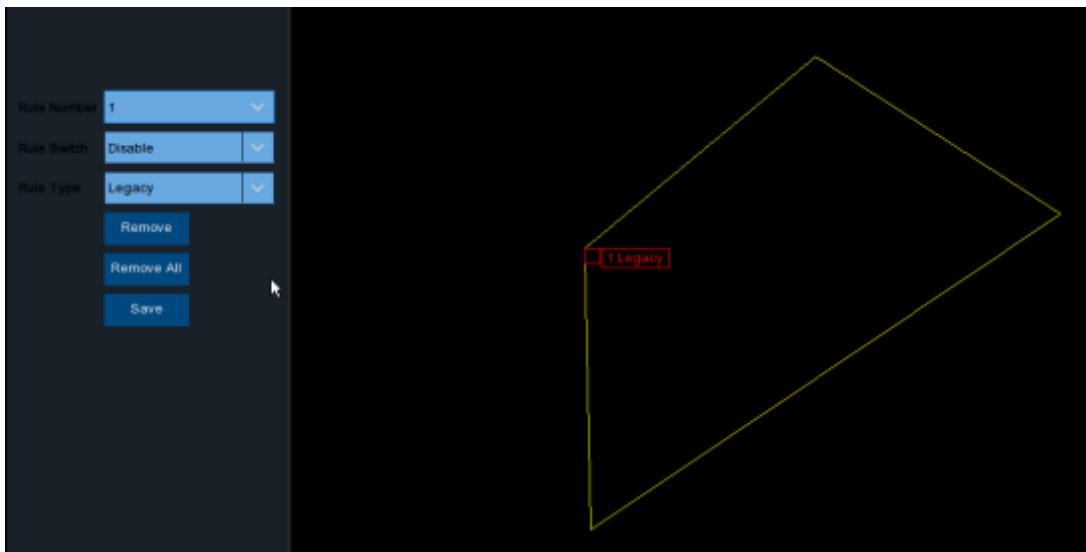 Rule Number 1
Rule Switch Disable
Rule Type Legacy
Remove
Remove All
Save
1 Legacy